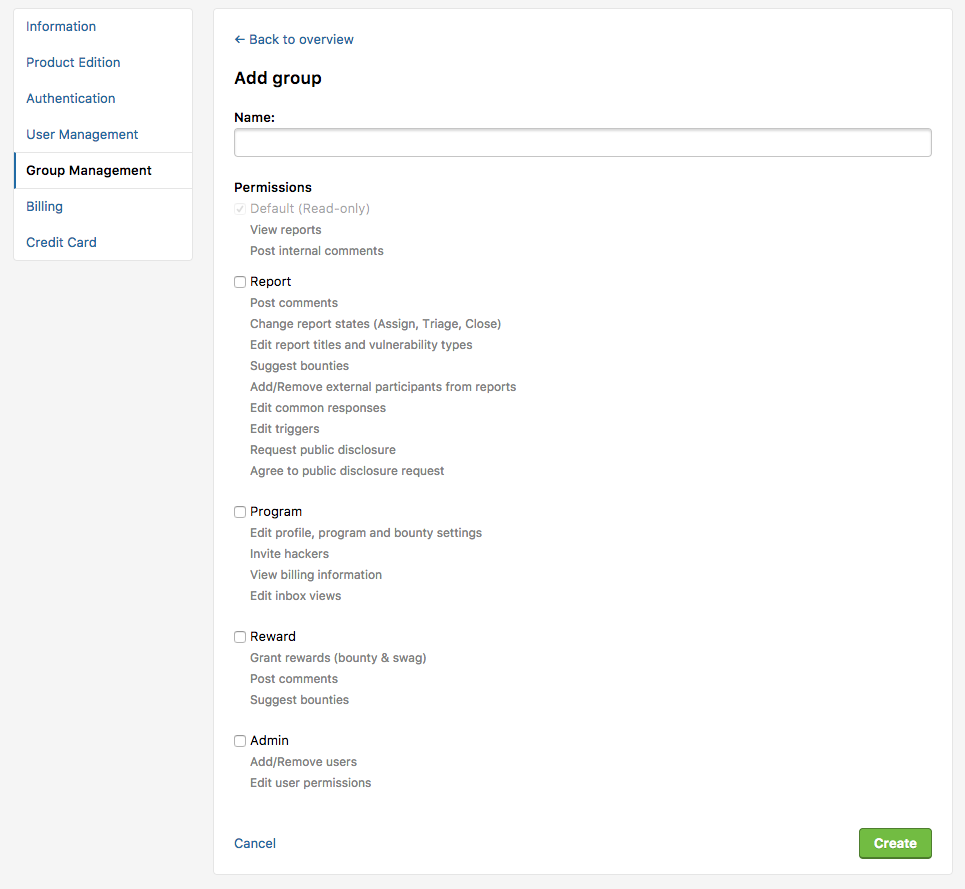 Information
Product Edition
Authentication
User Management
Group Management
Billing
Credit Card
← Back to overview
Add group
Name:
Permissions
Default (Read-only)
View reports
Post internal comments
Report
Post comments
Change report states (Assign, Triage, Close)
Edit report titles and vulnerability types
Suggest bounties
Add/Remove external participants from reports
Edit common responses
Edit triggers
Request public disclosure
Agree to public disclosure request
Program
Edit profile, program and bounty settings
Invite hackers
View billing information
Edit inbox views
Reward
Grant rewards (bounty & swag)
Post comments
Suggest bounties
Admin
Add/Remove users
Edit user permissions
Cancel
Create